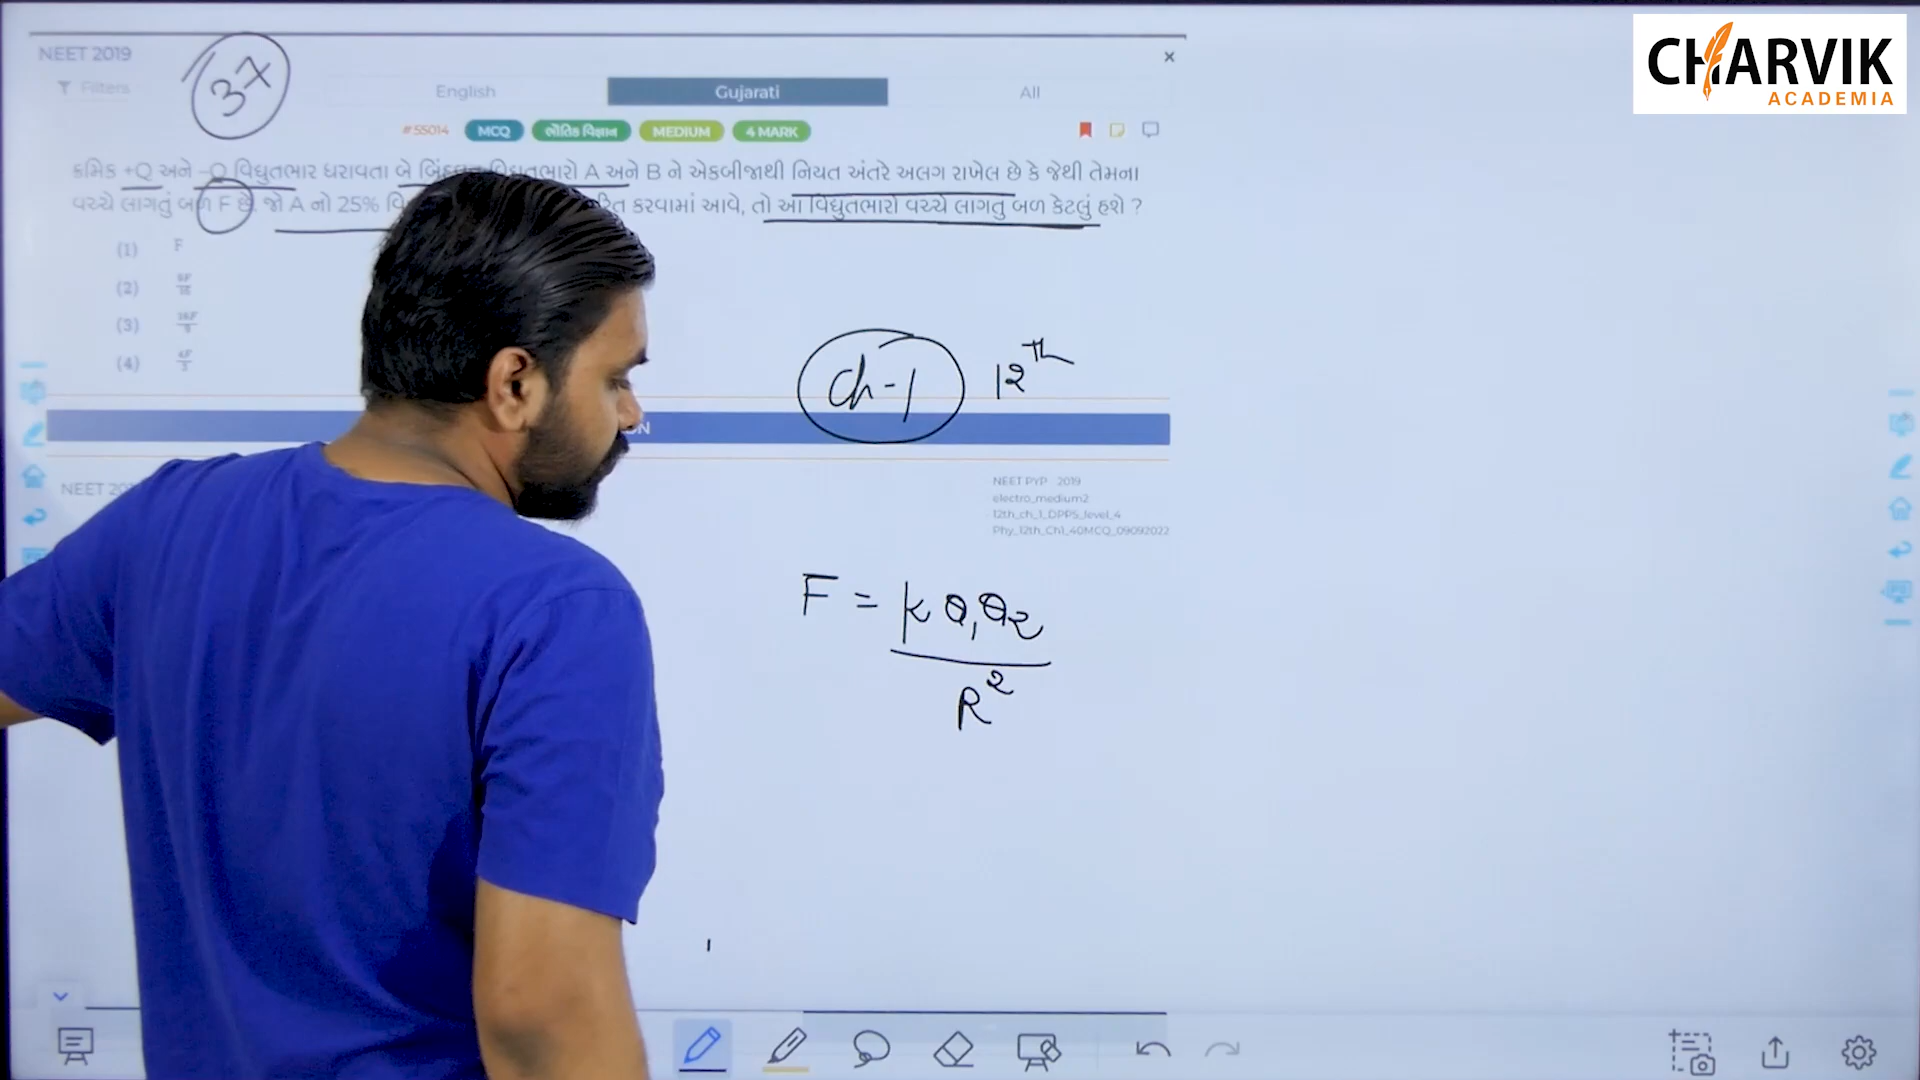 CHARVIK
ACADEMIA
NEET 2019
37
Filters
English
Gujarati
All
#55014
MCQ
ભૌતિક વિજ્ઞાન
MEDIUM
4 MARK
ક્રમિક +Q અને –Q વિદ્યુતભાર ધરાવતા બે બિંદુવત્ વિદ્યુતભારો A અને B ને એકબીજાથી નિયત અંતરે અલગ રાખેલ છે કે જેથી તેમના
વચ્ચે લાગતું બળ F છે. જો A નો 25% કરવામાં આવે, તો આ વિદ્યુતભારો વચ્ચે લાગતું બળ કેટલું હશે ?
(1) F
(2)
(3)
(4)
Ch-1 12th
NEET PYP 2019
electro_medium2
12th_ch_1_DPPS_level_4
Phy_12th_Ch1_40MCQ_09092022
F = kQ₁Q₂
R²